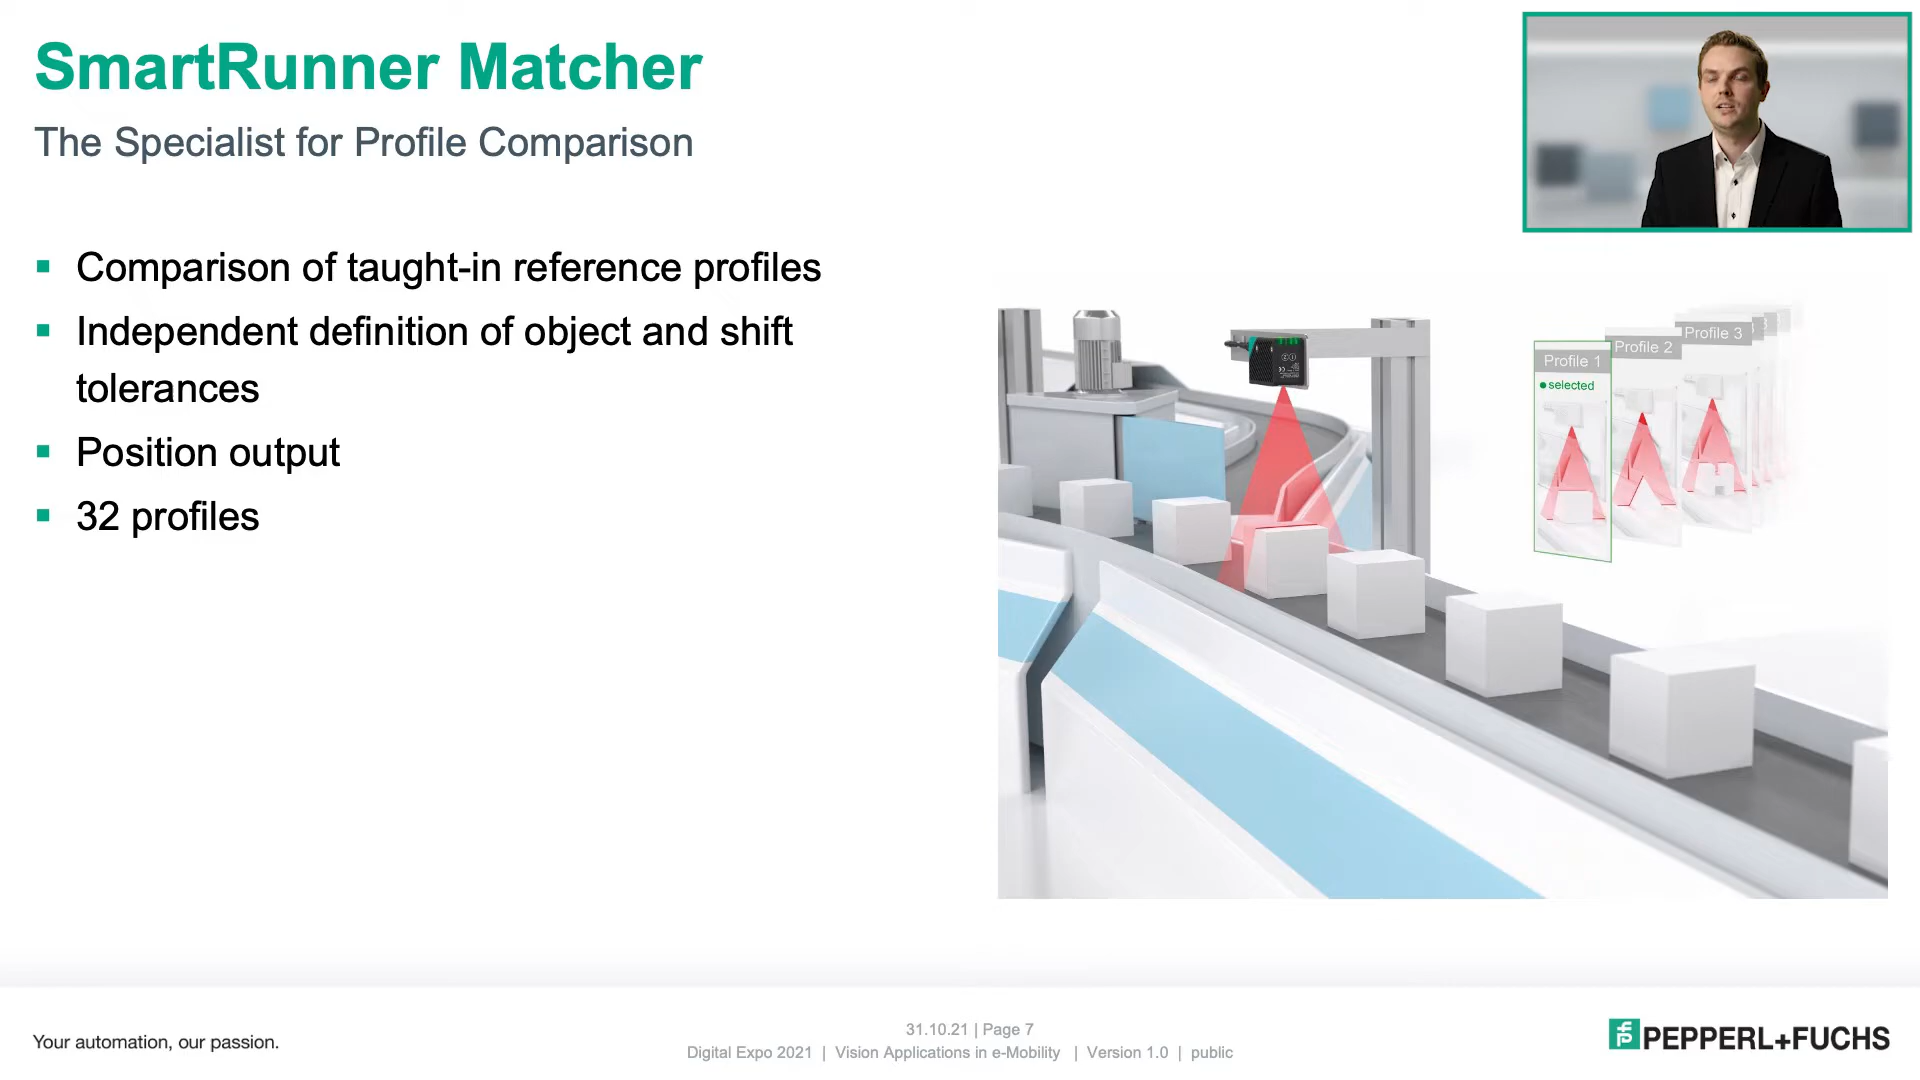 SmartRunner Matcher
The Specialist for Profile Comparison
Comparison of taught-in reference profiles
Independent definition of object and shift
tolerances
Position output
32 profiles
Profile 1
selected
Profile 2
Profile 3
Your automation, our passion.
31.10.21 | Page 7
Digital Expo 2021 | Vision Applications in e-Mobility | Version 1.0 | public
PEPPERL+FUCHS